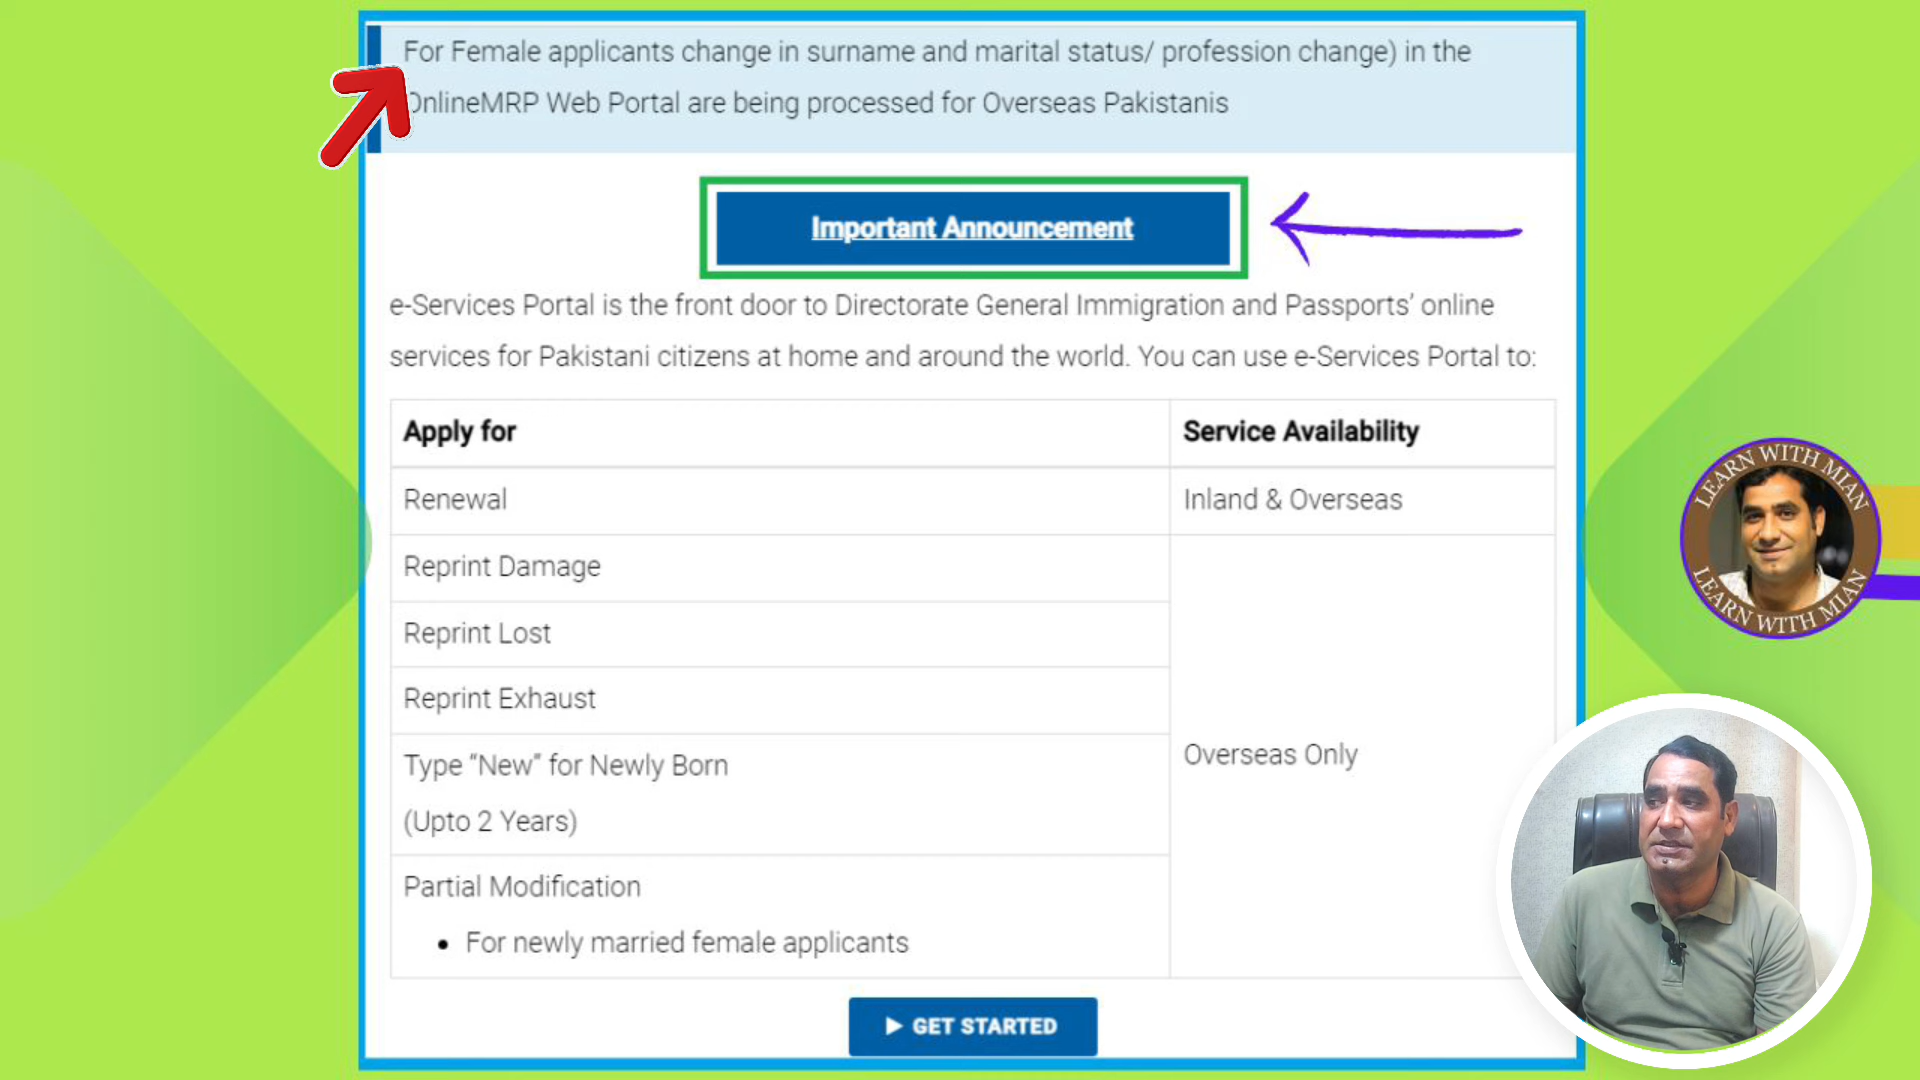 For Female applicants change in surname and marital status/ profession change) in the
OnlineMRP Web Portal are being processed for Overseas Pakistanis
Important Announcement
e-Services Portal is the front door to Directorate General Immigration and Passports’ online
services for Pakistani citizens at home and around the world. You can use e-Services Portal to:
Apply for
Service Availability
Renewal
Inland & Overseas
Reprint Damage
Reprint Lost
Reprint Exhaust
Type “New” for Newly Born
(Upto 2 Years)
Overseas Only
Partial Modification
• For newly married female applicants
▶ GET STARTED
LEARN WITH MIAN
LEARN WITH MIAN